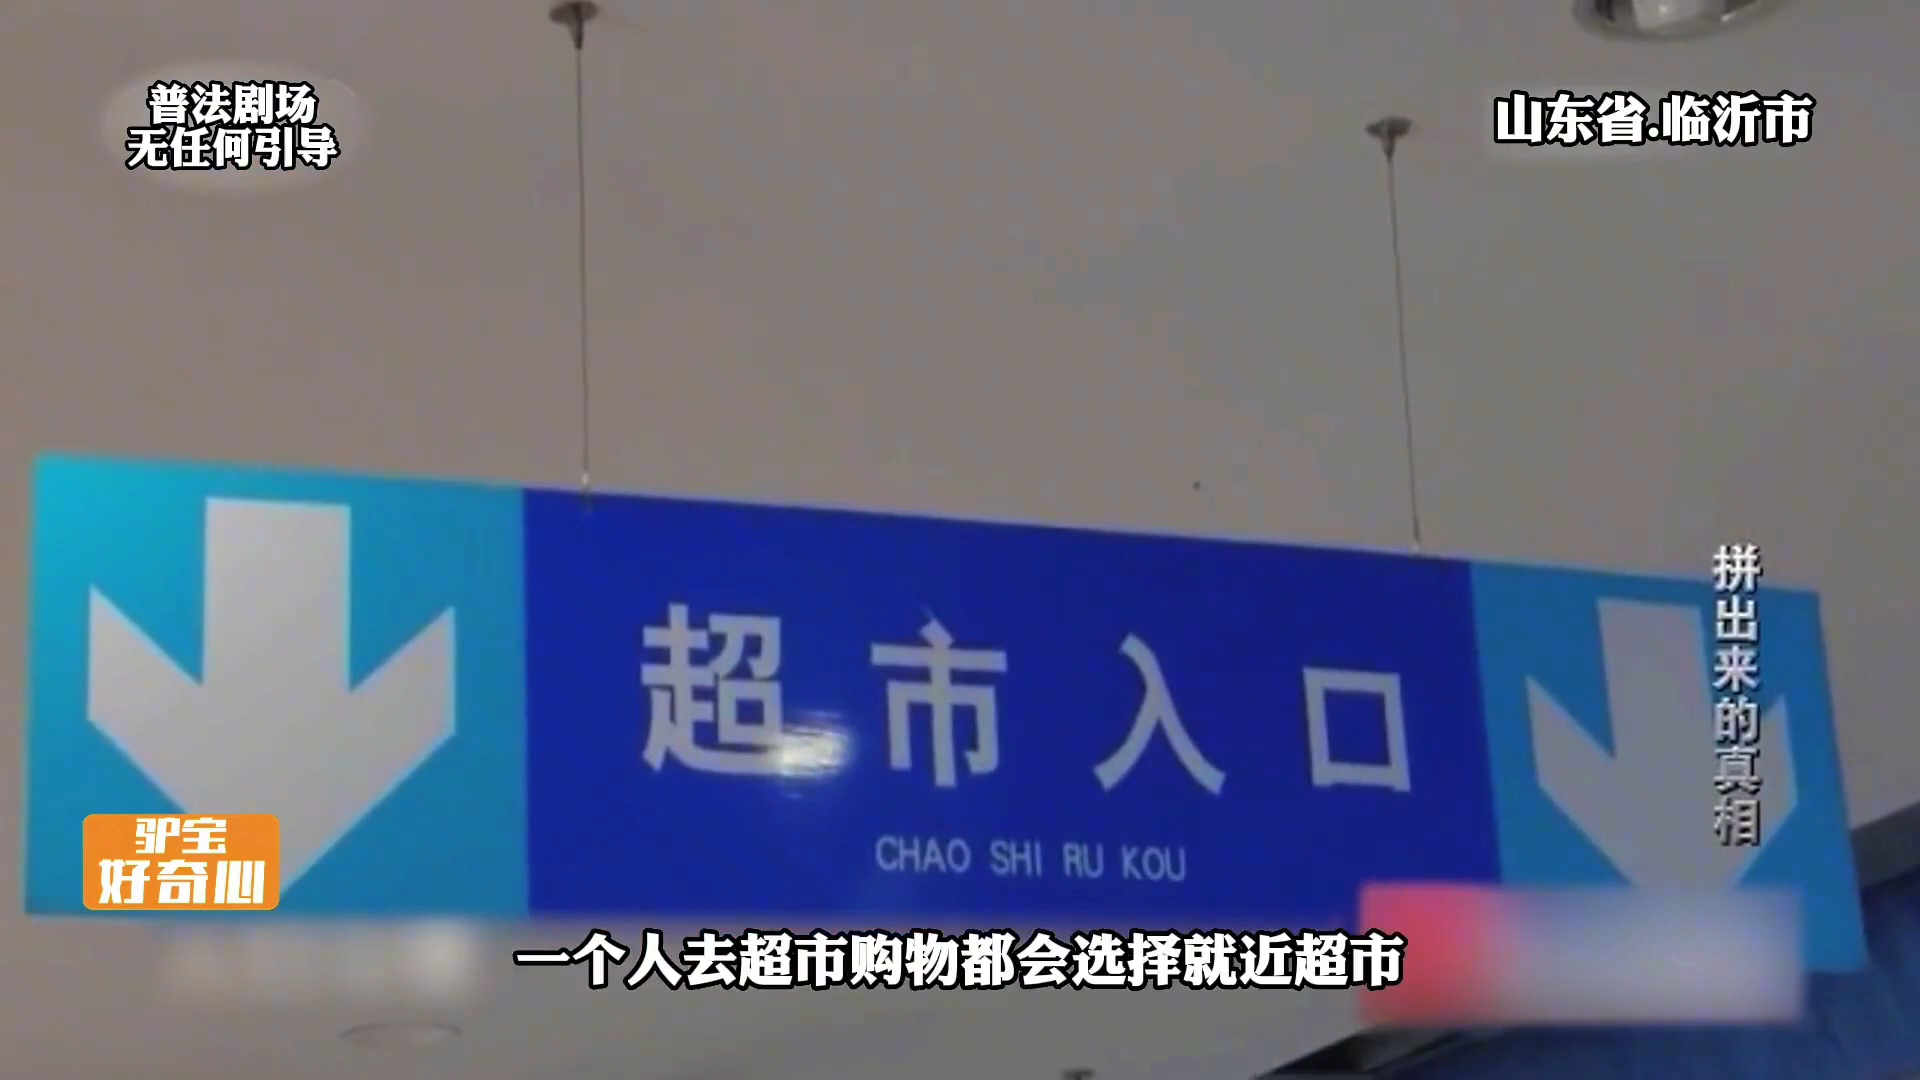 普法剧场
无任何引导
山东省.临沂市
超市入口
CHAO SHI RU KOU
拼出来的真相
驴宝
好奇心
一个人去超市购物都会选择就近超市